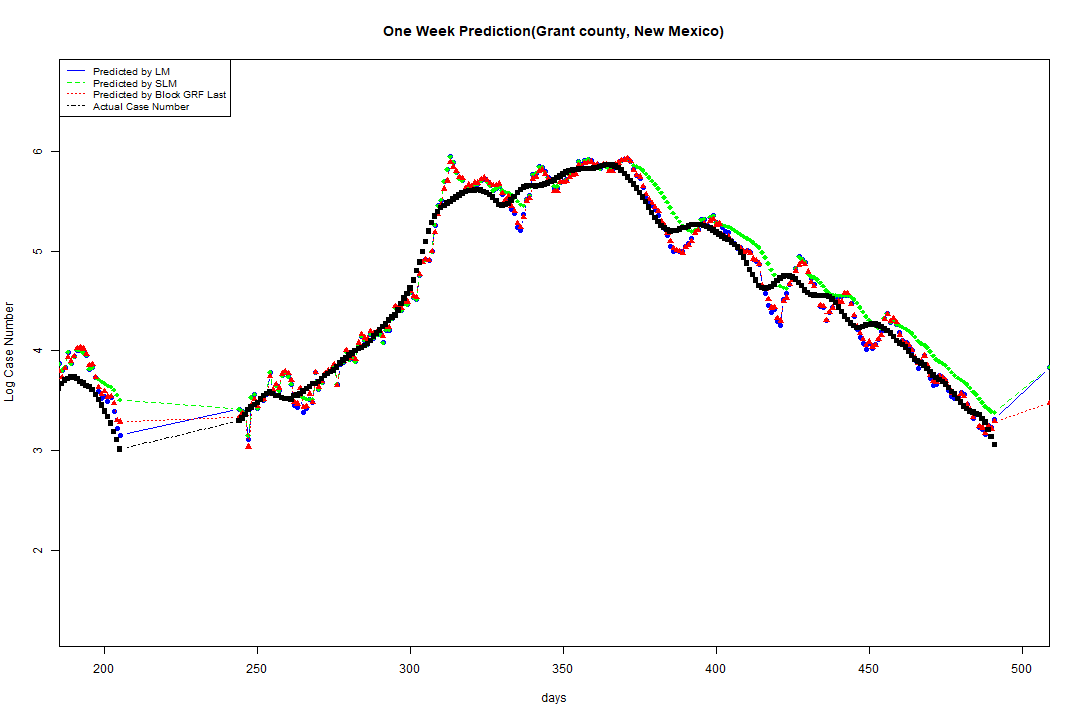 One Week Prediction(Grant county, New Mexico)
Predicted by LM
Predicted by SLM
Predicted by Block GRF Last
Actual Case Number
6
5
4
3
2
Log Case Number
200 250 300 350 400 450 500
days